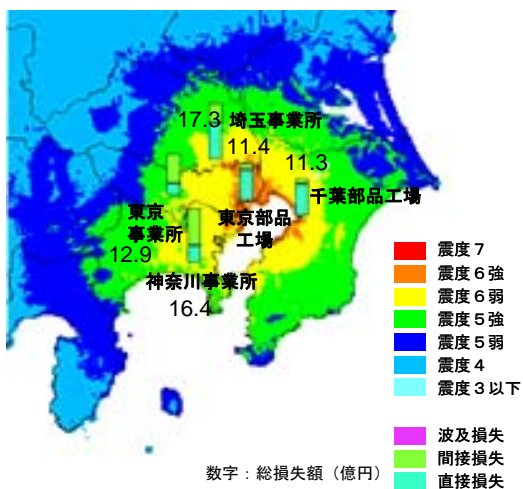 17.3 埼玉事業所
11.4
11.3
千葉部品工場
東京
事業所
東京部品
工場
12.9
神奈川事業所
16.4
震度７
震度６強
震度６弱
震度５強
震度５弱
震度４
震度３以下
波及損失
間接損失
直接損失
数字：総損失額（億円）